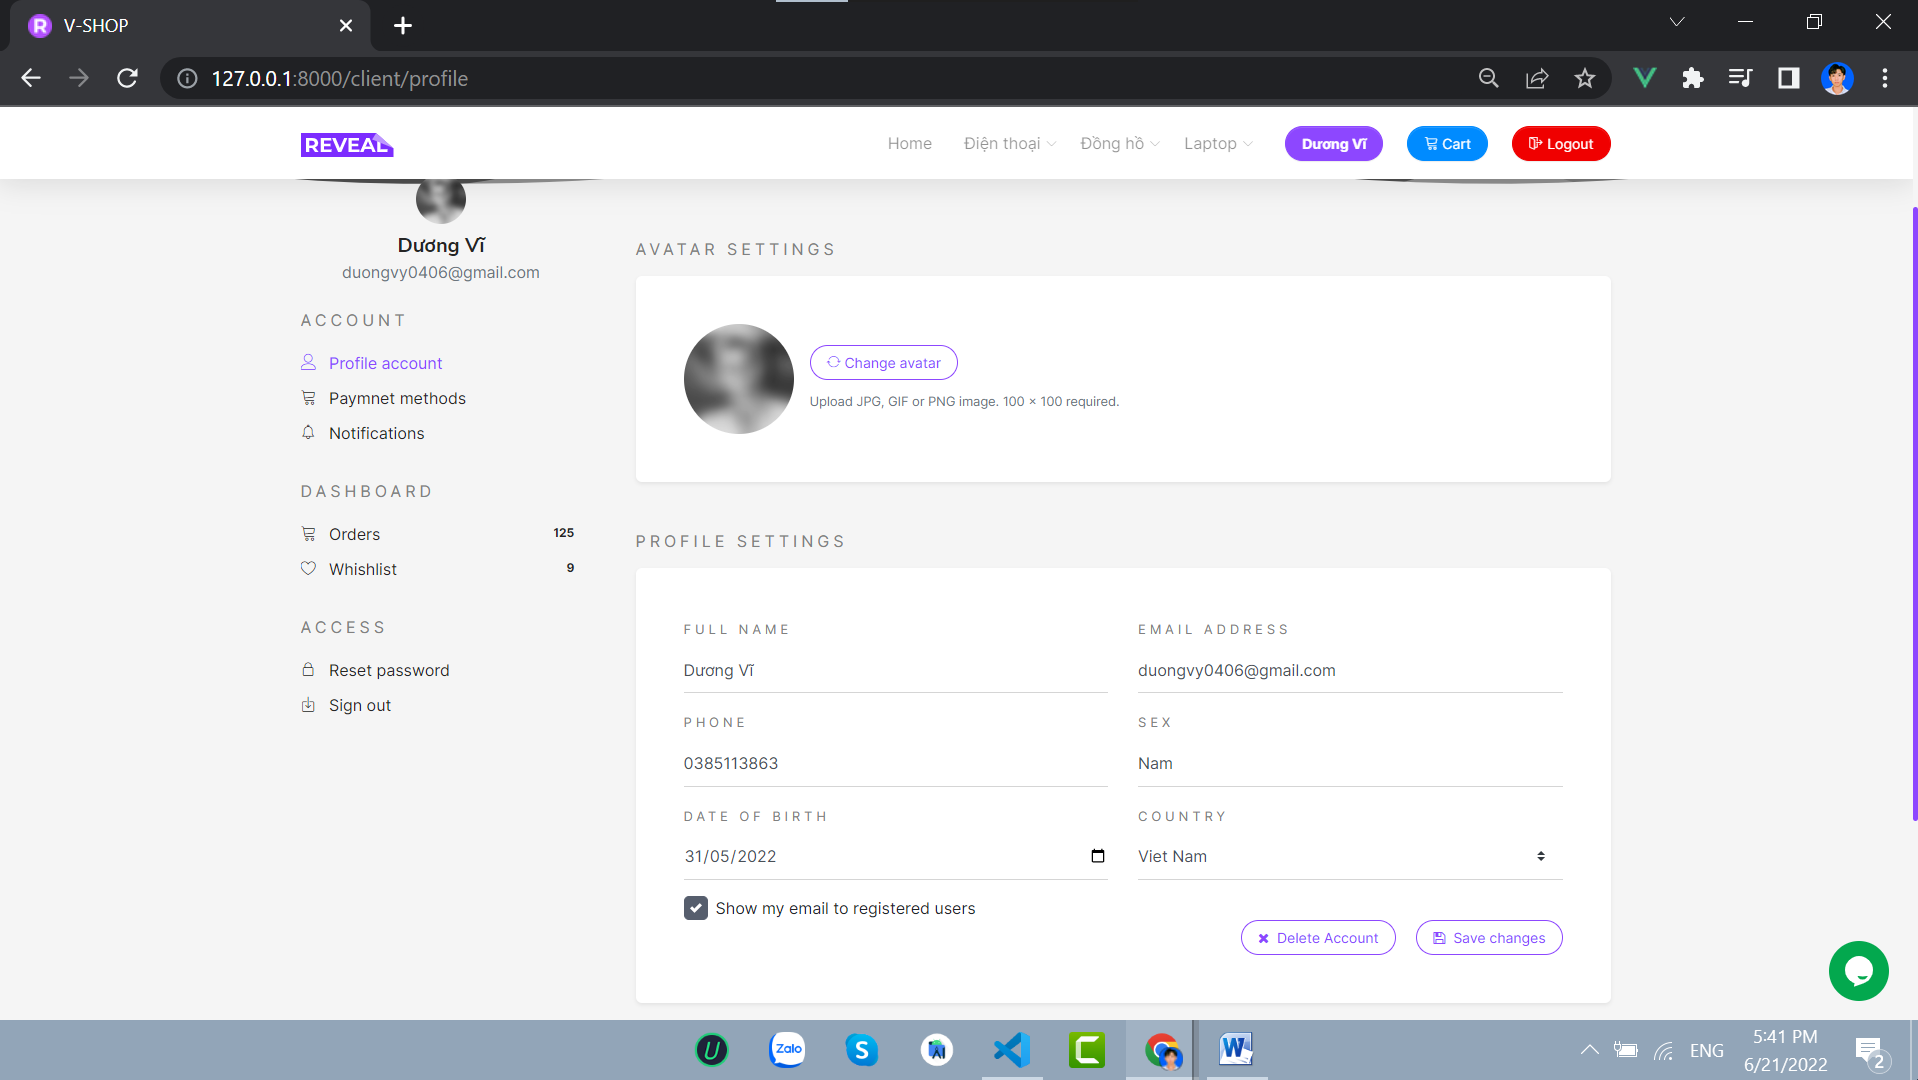 V-SHOP
127.0.0.1:8000/client/profile
REVEAL
Home Điện thoại Đồng hồ Laptop Dương Vĩ Cart Logout
Dương Vĩ
duongvy0406@gmail.com
ACCOUNT
Profile account
Paymnet methods
Notifications
DASHBOARD
Orders 125
Whishlist 9
ACCESS
Reset password
Sign out
AVATAR SETTINGS
Change avatar
Upload JPG, GIF or PNG image. 100 × 100 required.
PROFILE SETTINGS
FULL NAME
Dương Vĩ
EMAIL ADDRESS
duongvy0406@gmail.com
PHONE
0385113863
SEX
Nam
DATE OF BIRTH
31/05/2022
COUNTRY
Viet Nam
Show my email to registered users
Delete Account
Save changes
Zalo
ENG
5:41 PM
6/21/2022
2